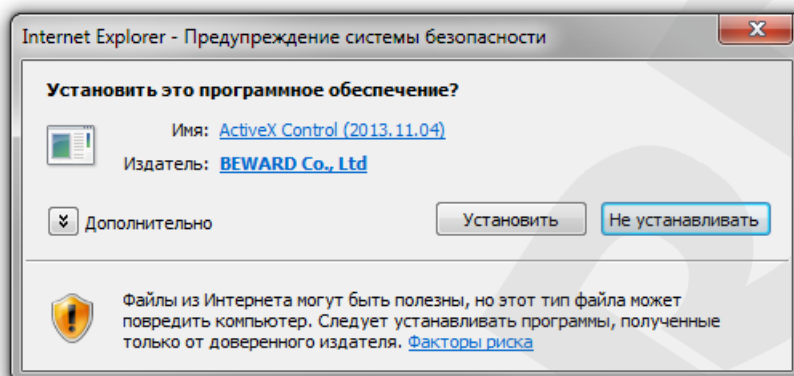 Internet Explorer - Предупреждение системы безопасности
Установить это программное обеспечение?
Имя: ActiveX Control (2013.11.04)
Издатель: BEWARD Co., Ltd
Дополнительно
Установить
Не устанавливать
Файлы из Интернета могут быть полезны, но этот тип файла может
повредить компьютер. Следует устанавливать программы, полученные
только от доверенного издателя. Факторы риска